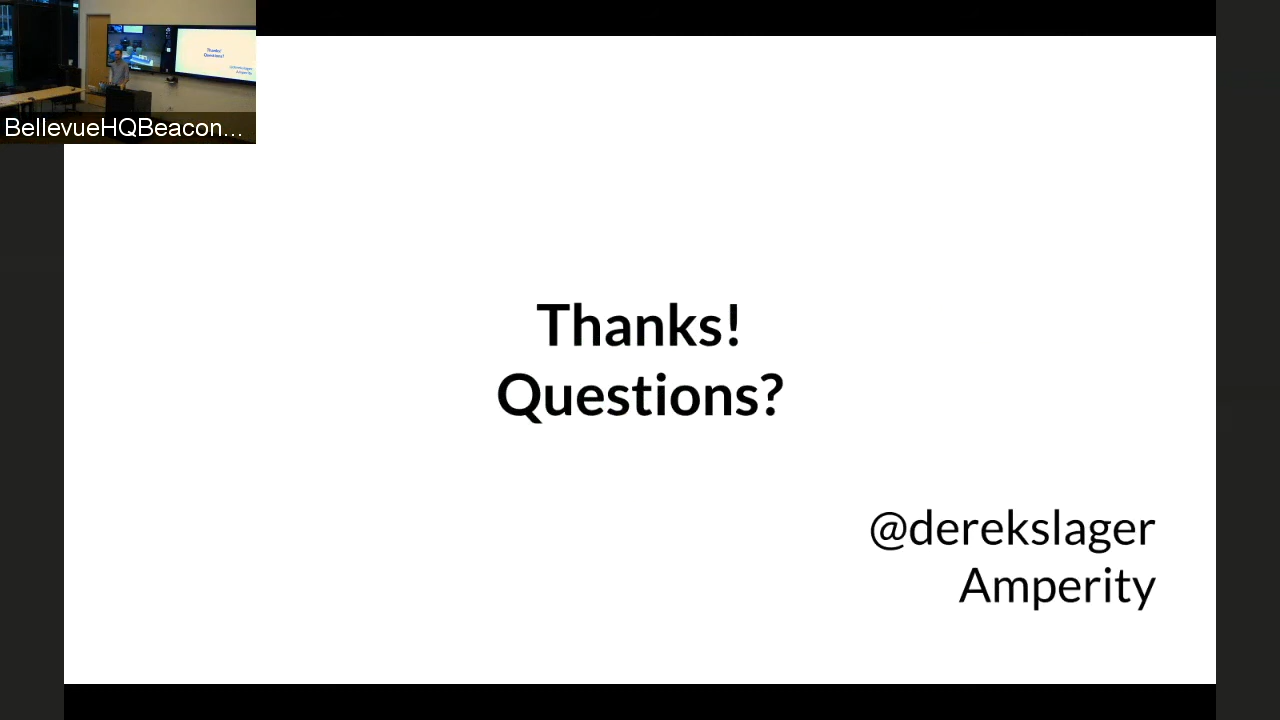 BellevueHQBeacon...
Thanks!
Questions?
@derekslager
Amperity